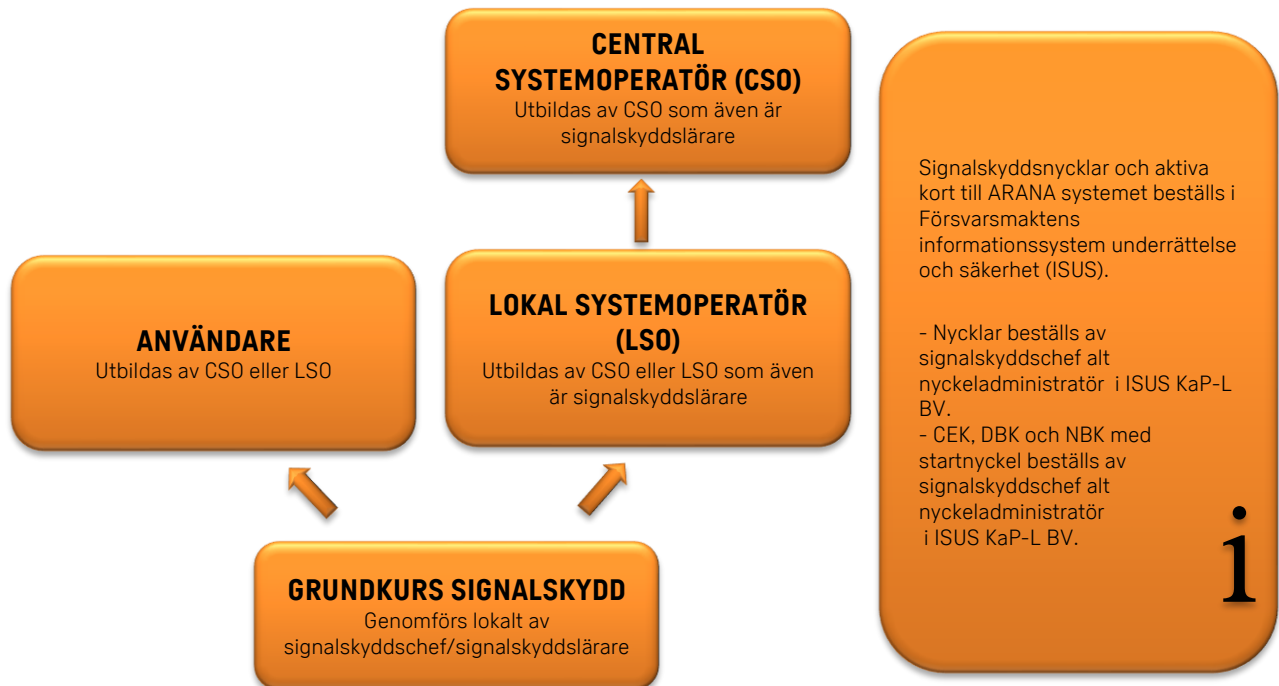 CENTRAL
SYSTEMOPERATÖR (CSO)
Utbildas av CSO som även är
signalskyddslärare
ANVÄNDARE
Utbildas av CSO eller LSO
LOKAL SYSTEMOPERATÖR
(LSO)
Utbildas av CSO eller LSO som även
är signalskyddslärare
GRUNDKURS SIGNALSKYDD
Genomförs lokalt av
signalskyddschef/signalskyddslärare
Signalskyddsnycklar och aktiva
kort till ARANA systemet beställs i
Försvarsmaktens
informationssystem underrättelse
och säkerhet (ISUS).
- Nycklar beställs av
signalskyddschef alt
nyckeladministratör i ISUS KaP-L
BV.
- CEK, DBK och NBK med
startnyckel beställs av
signalskyddschef alt
nyckeladministratör
i ISUS KaP-L BV.
i